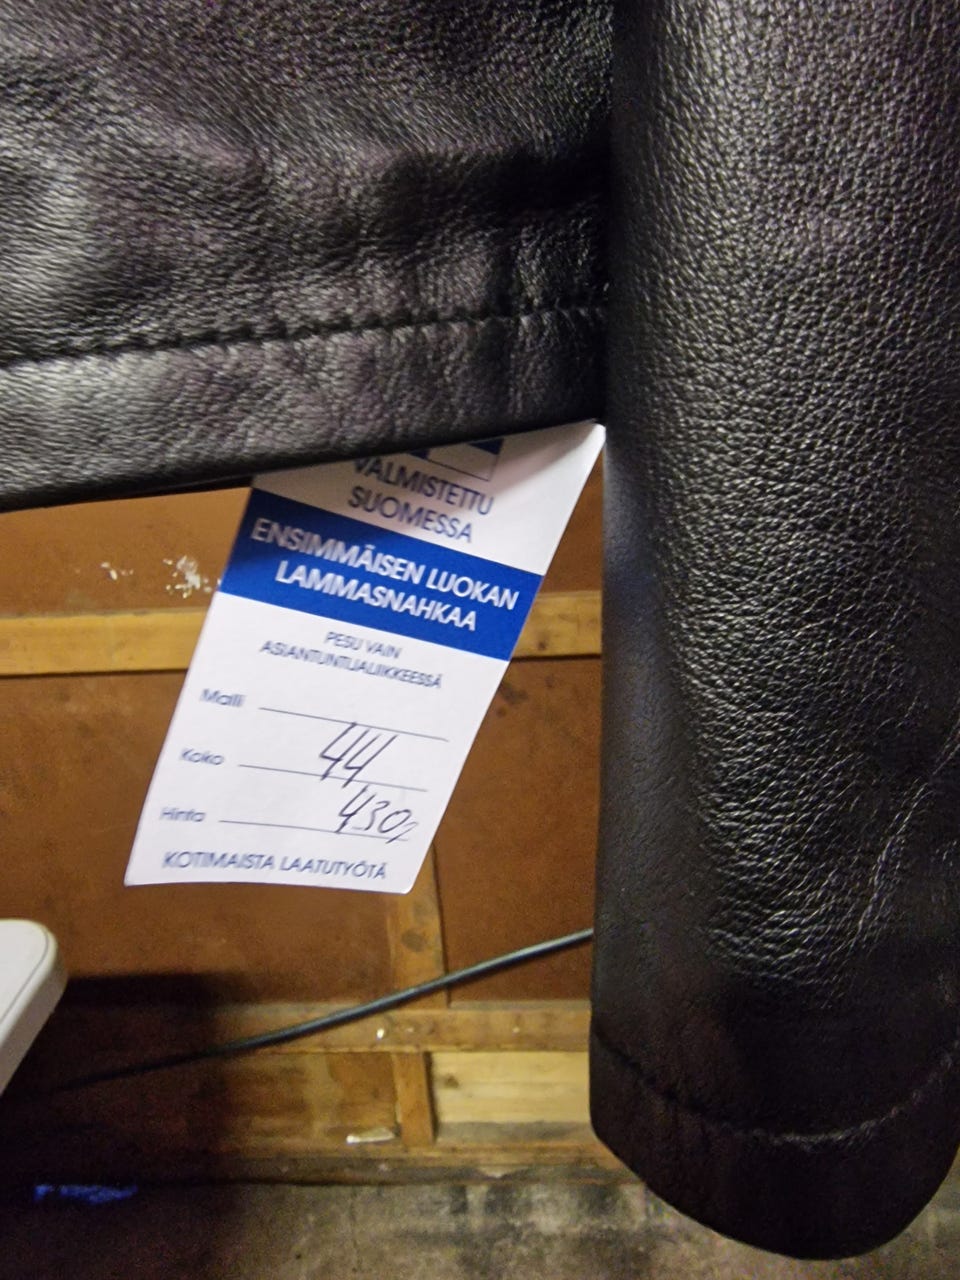 VALMISTETTU
SUOMESSA
ENSIMMÄISEN LUOKAN
LAMMASNAHKAA
PESU VAIN
ASIANTUNTIJALIIKKEESSÄ
Malli
Koko 44
Hinta 430,
KOTIMAISTA LAATUTYÖTÄ